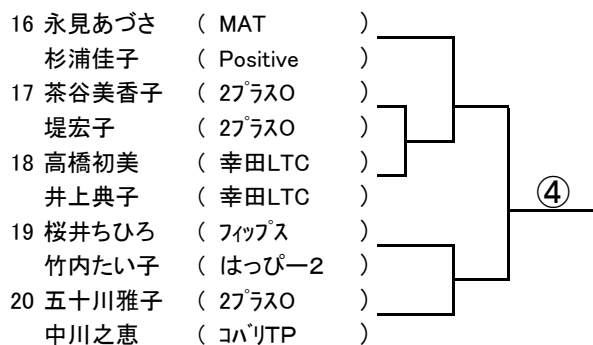 16 永見あづさ ( MAT )
杉浦佳子 ( Positive )
17 茶谷美香子 ( 2ﾌﾟﾗｽO )
堤宏子 ( 2ﾌﾟﾗｽO )
18 高橋初美 ( 幸田LTC )
井上典子 ( 幸田LTC )
④
19 桜井ちひろ ( ﾌｨｯﾌﾟｽ )
竹内たい子 ( はっぴー2 )
20 五十川雅子 ( 2ﾌﾟﾗｽO )
中川之恵 ( ｺﾊﾞﾘTP )